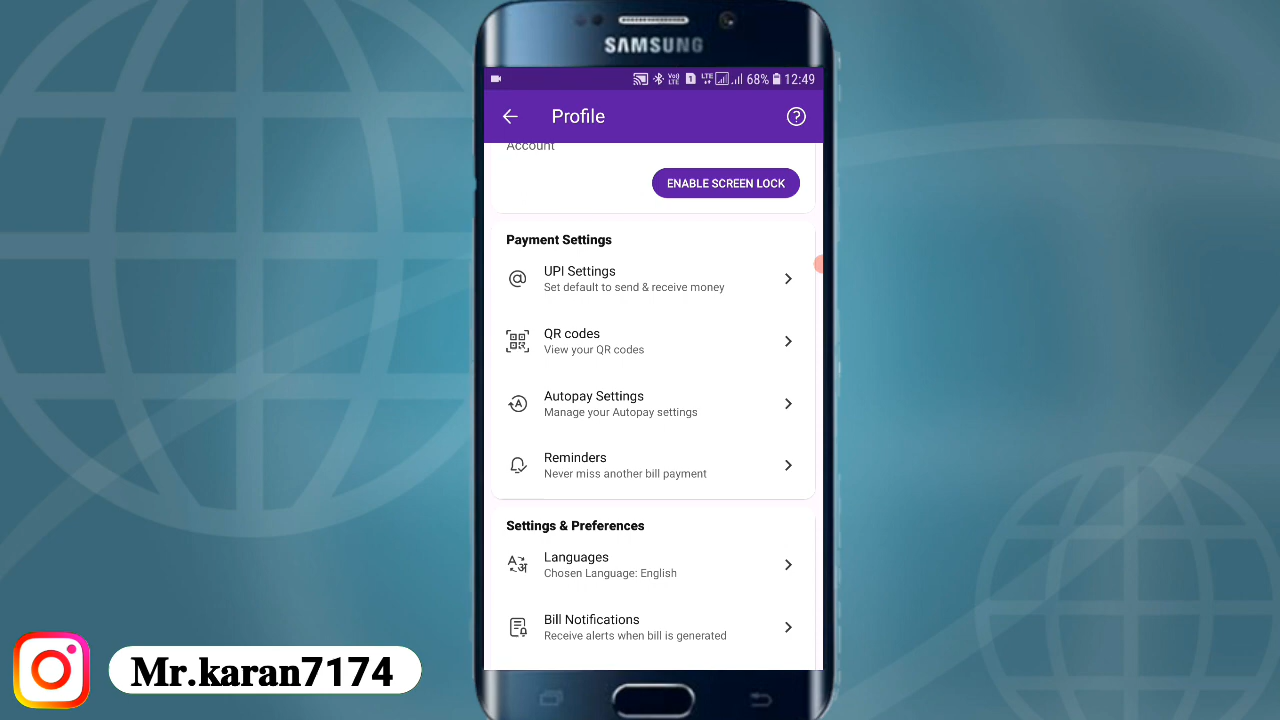 SAMSUNG
LTE 68% 12:49
Profile
Account
ENABLE SCREEN LOCK
Payment Settings
UPI Settings
Set default to send & receive money
QR codes
View your QR codes
Autopay Settings
Manage your Autopay settings
Reminders
Never miss another bill payment
Settings & Preferences
Languages
Chosen Language: English
Bill Notifications
Receive alerts when bill is generated
Mr.karan7174